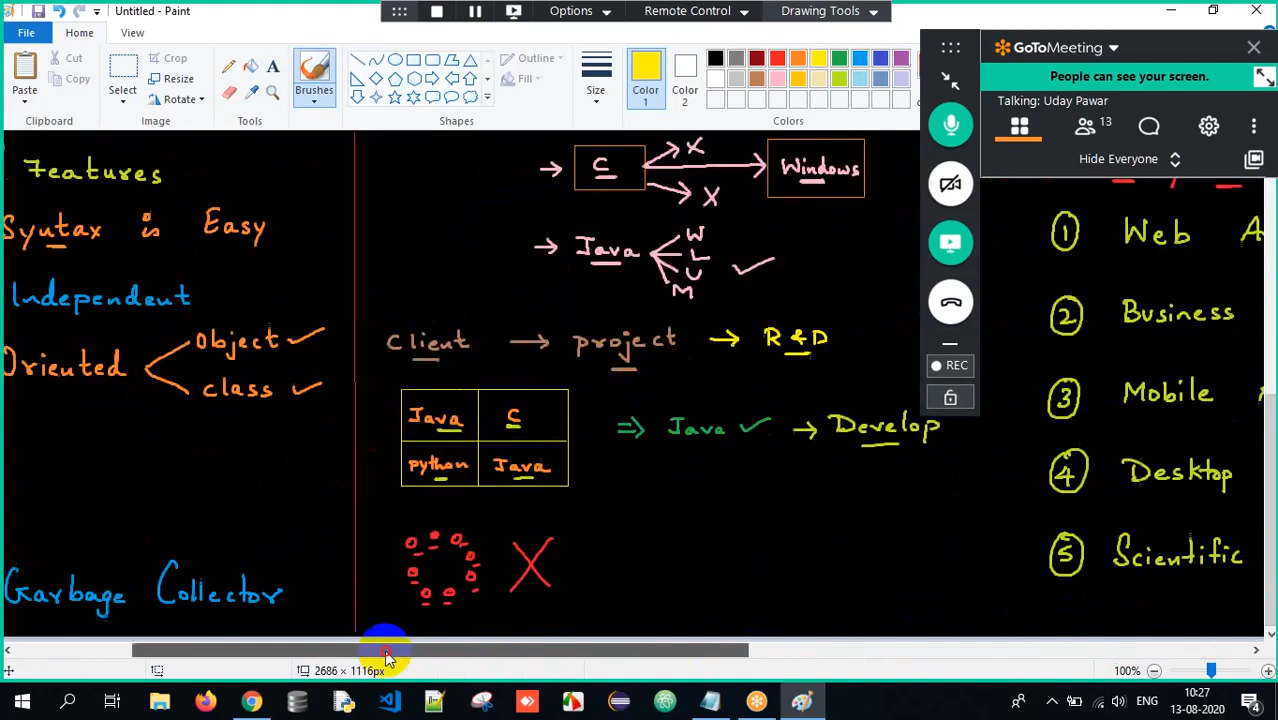 Untitled - Paint
Options
Remote Control
Drawing Tools
File
Home
View
Paste
Cut
Copy
Clipboard
Select
Crop
Resize
Rotate
Image
Tools
Brushes
Shapes
Outline
Fill
Size
Color 1
Color 2
Colors
GoToMeeting
People can see your screen.
Talking: Uday Pawar
13
Hide Everyone
REC
Features
Syntax is Easy
Independent
Oriented
Object
class
Garbage Collector
C
X
X
Windows
Java
W
L
U
M
Client → project → R & D
Java C
python Java
⇒ Java ✓ → Develop
X
① Web A
② Business
③ Mobile
④ Desktop
⑤ Scientific
2686 × 1116px
100%
ENG
10:27
13-08-2020
4